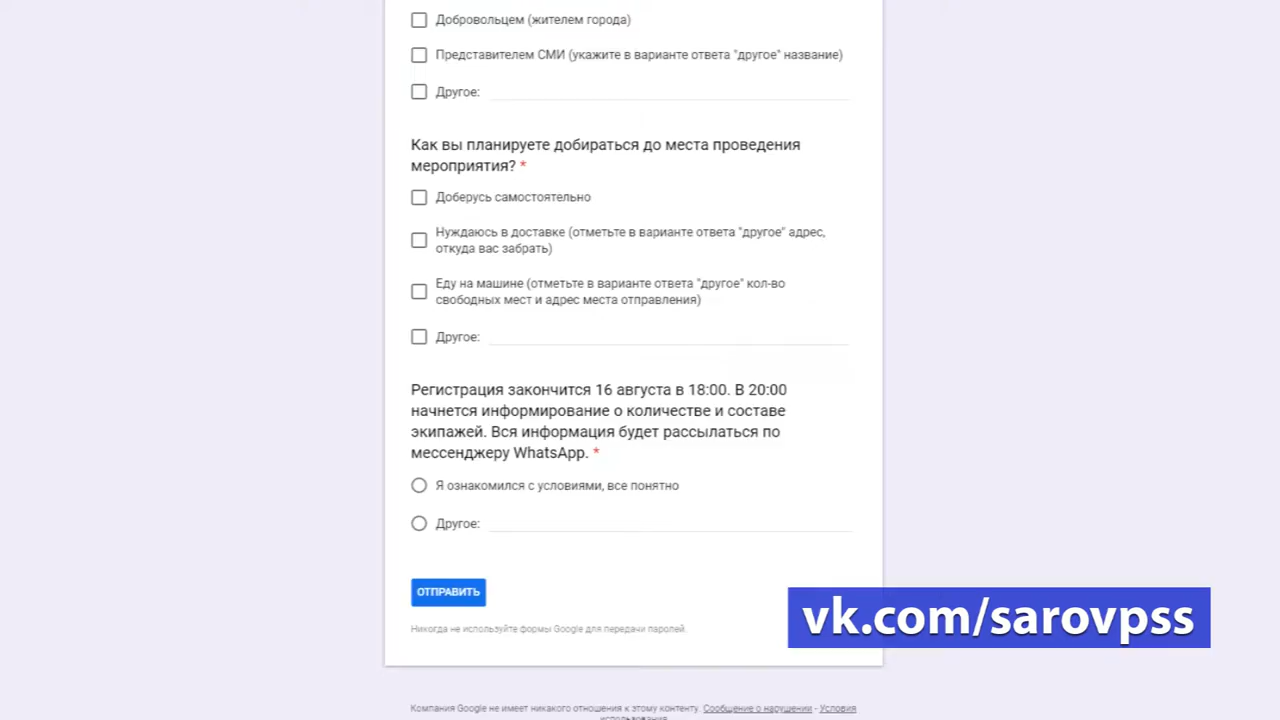 Добровольцем (жителем города)
Представителем СМИ (укажите в варианте ответа "другое" название)
Другое:
Как вы планируете добираться до места проведения
мероприятия? *
Доберусь самостоятельно
Нуждаюсь в доставке (отметьте в варианте ответа "другое" адрес,
откуда вас забрать)
Еду на машине (отметьте в варианте ответа "другое" кол-во
свободных мест и адрес места отправления)
Другое:
Регистрация закончится 16 августа в 18:00. В 20:00
начнется информирование о количестве и составе
экипажей. Вся информация будет рассылаться по
мессенджеру WhatsApp. *
Я ознакомился с условиями, все понятно
Другое:
ОТПРАВИТЬ
vk.com/sarovpss
Никогда не используйте формы Google для передачи паролей.
Компания Google не имеет никакого отношения к этому контенту. Сообщение о нарушении - Условия
использования